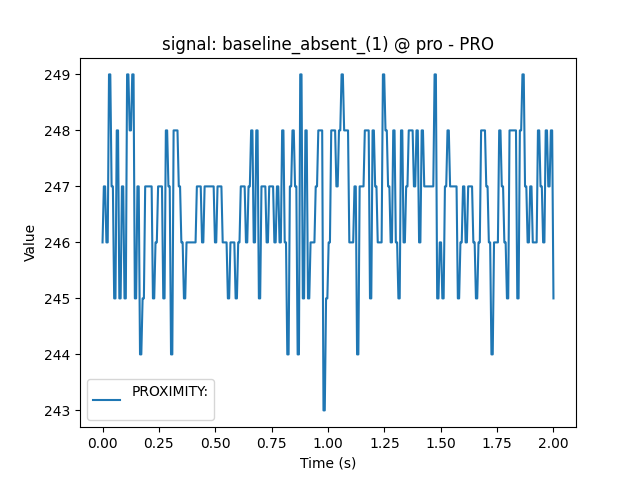 signal: baseline_absent_(1) @ pro - PRO
Value
249
248
247
246
245
244
243
PROXIMITY:
0.00 0.25 0.50 0.75 1.00 1.25 1.50 1.75 2.00
Time (s)